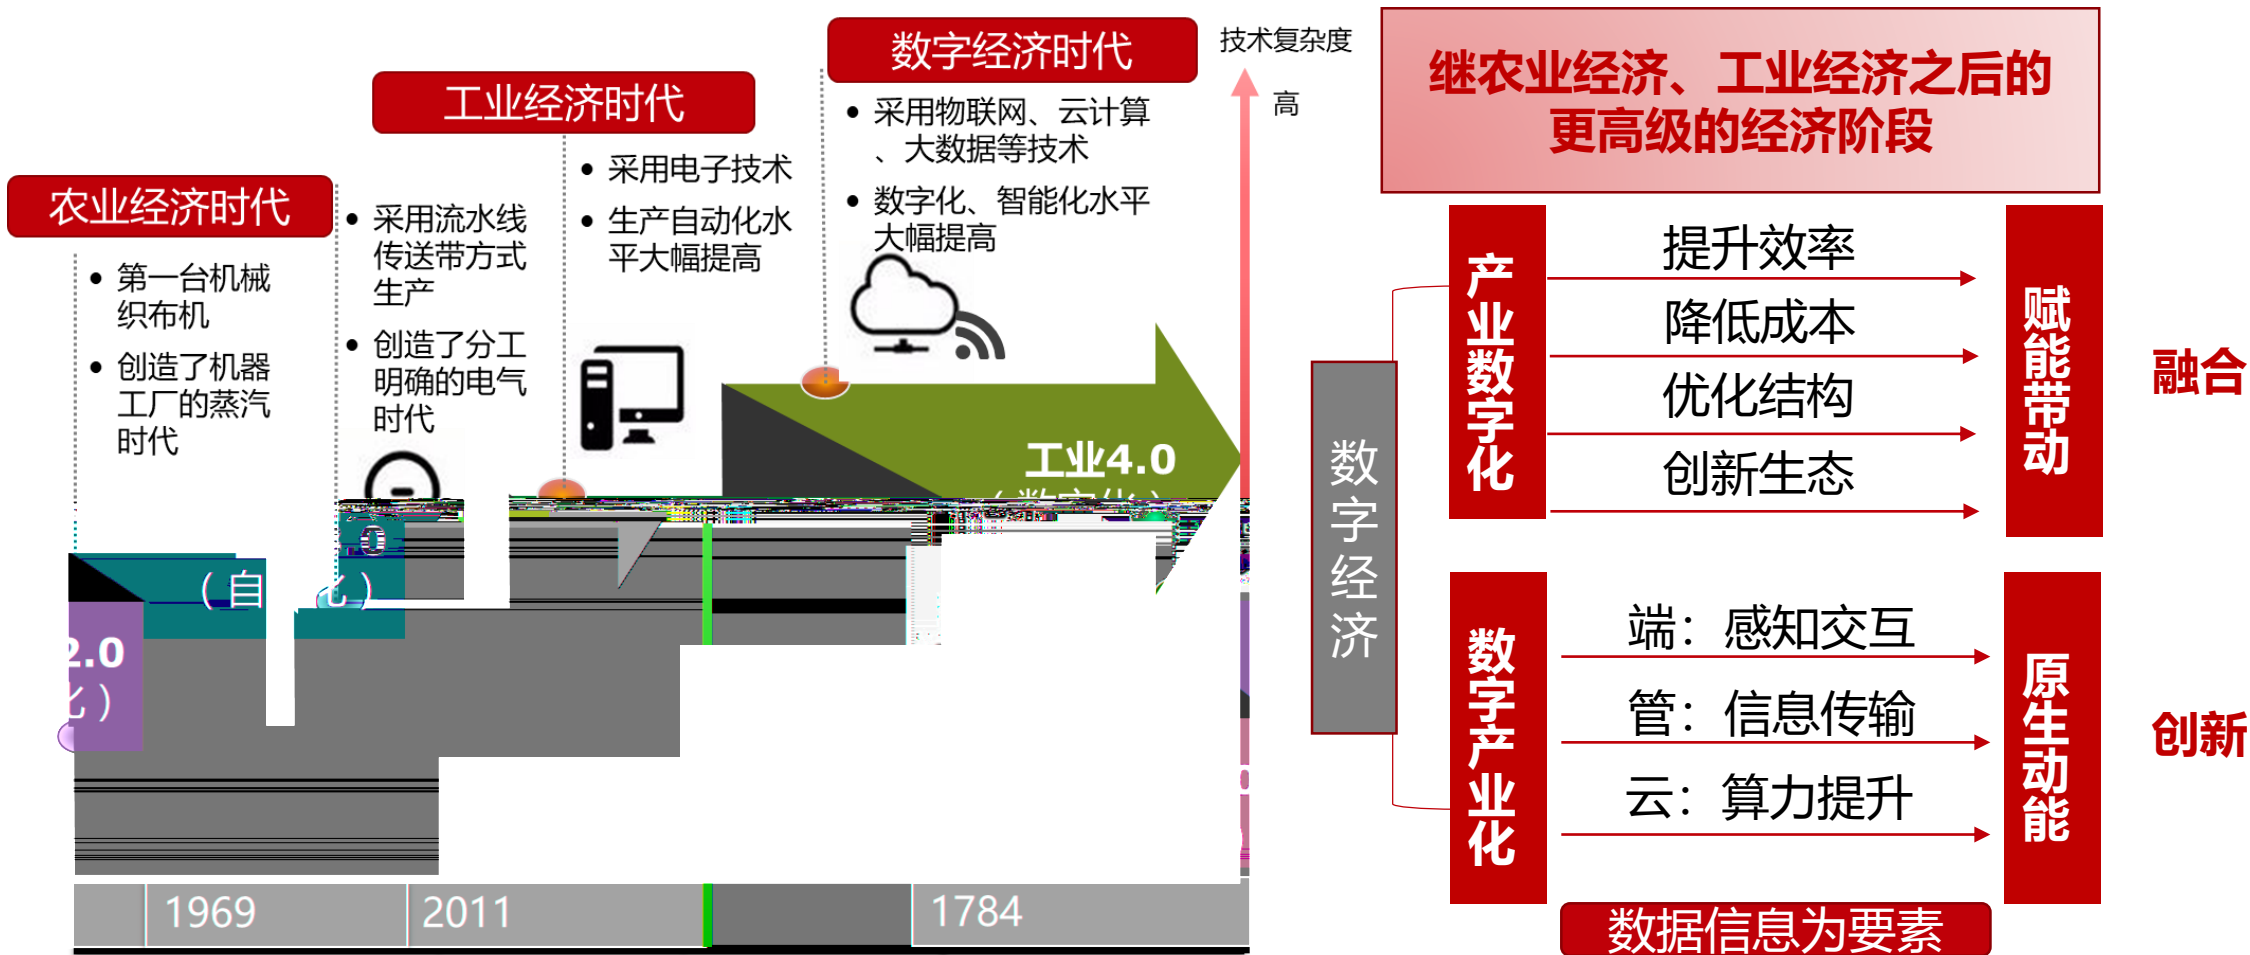 农业经济时代
• 第一台机械
织布机
• 创造了机器
工厂的蒸汽
时代
工业经济时代
• 采用流水线
传送带方式
生产
• 创造了分工
明确的电气
时代
• 采用电子技术
• 生产自动化水
平大幅提高
数字经济时代
• 采用物联网、云计算
、大数据等技术
• 数字化、智能化水平
大幅提高
技术复杂度
高
工业4.0
(自
2.0
化)
1969
2011
1784
继农业经济、工业经济之后的
更高级的经济阶段
数字经济
产业数字化
提升效率
降低成本
优化结构
创新生态
赋能带动
融合
数字产业化
端：感知交互
管：信息传输
云：算力提升
原生动能
创新
数据信息为要素